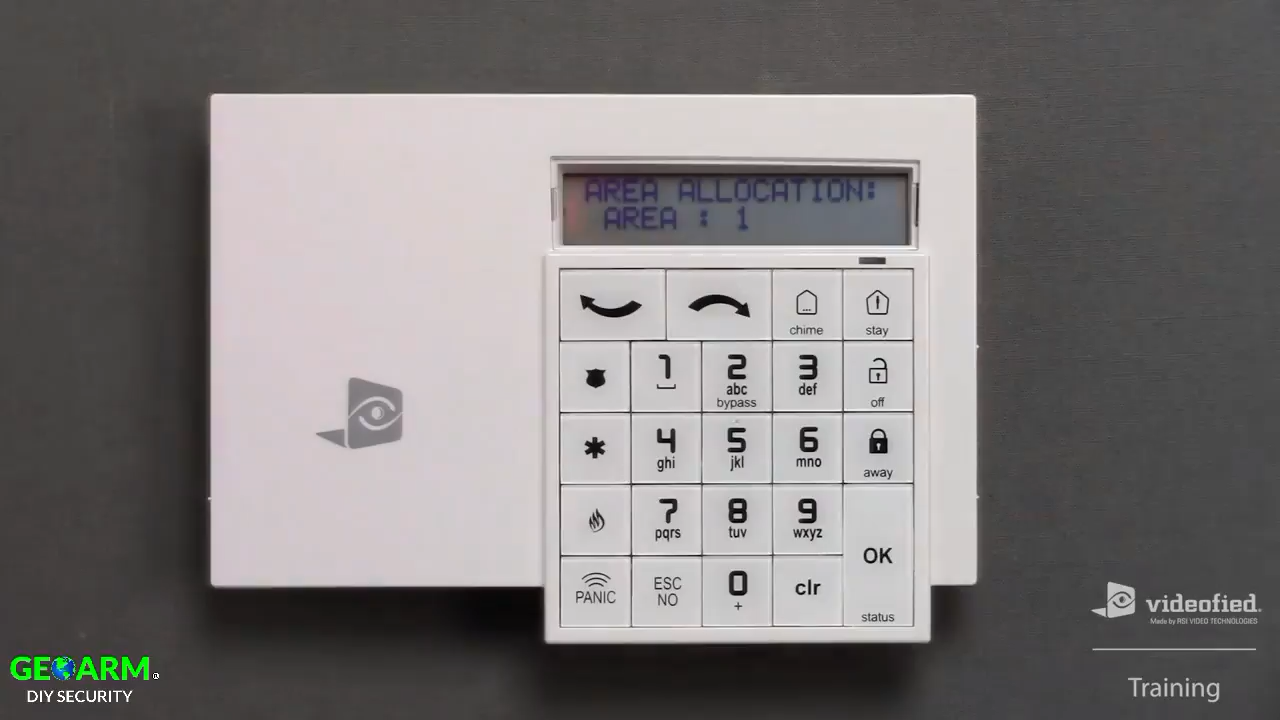 AREA ALLOCATION:
AREA : 1
chime
stay
1
2
abc
bypass
3
def
off
4
ghi
5
jkl
6
mno
away
7
pqrs
8
tuv
9
wxyz
OK
status
PANIC
ESC
NO
0
+
clr
videofied.
Made by RSI VIDEO TECHNOLOGIES
Training
GEOARM®
DIY SECURITY